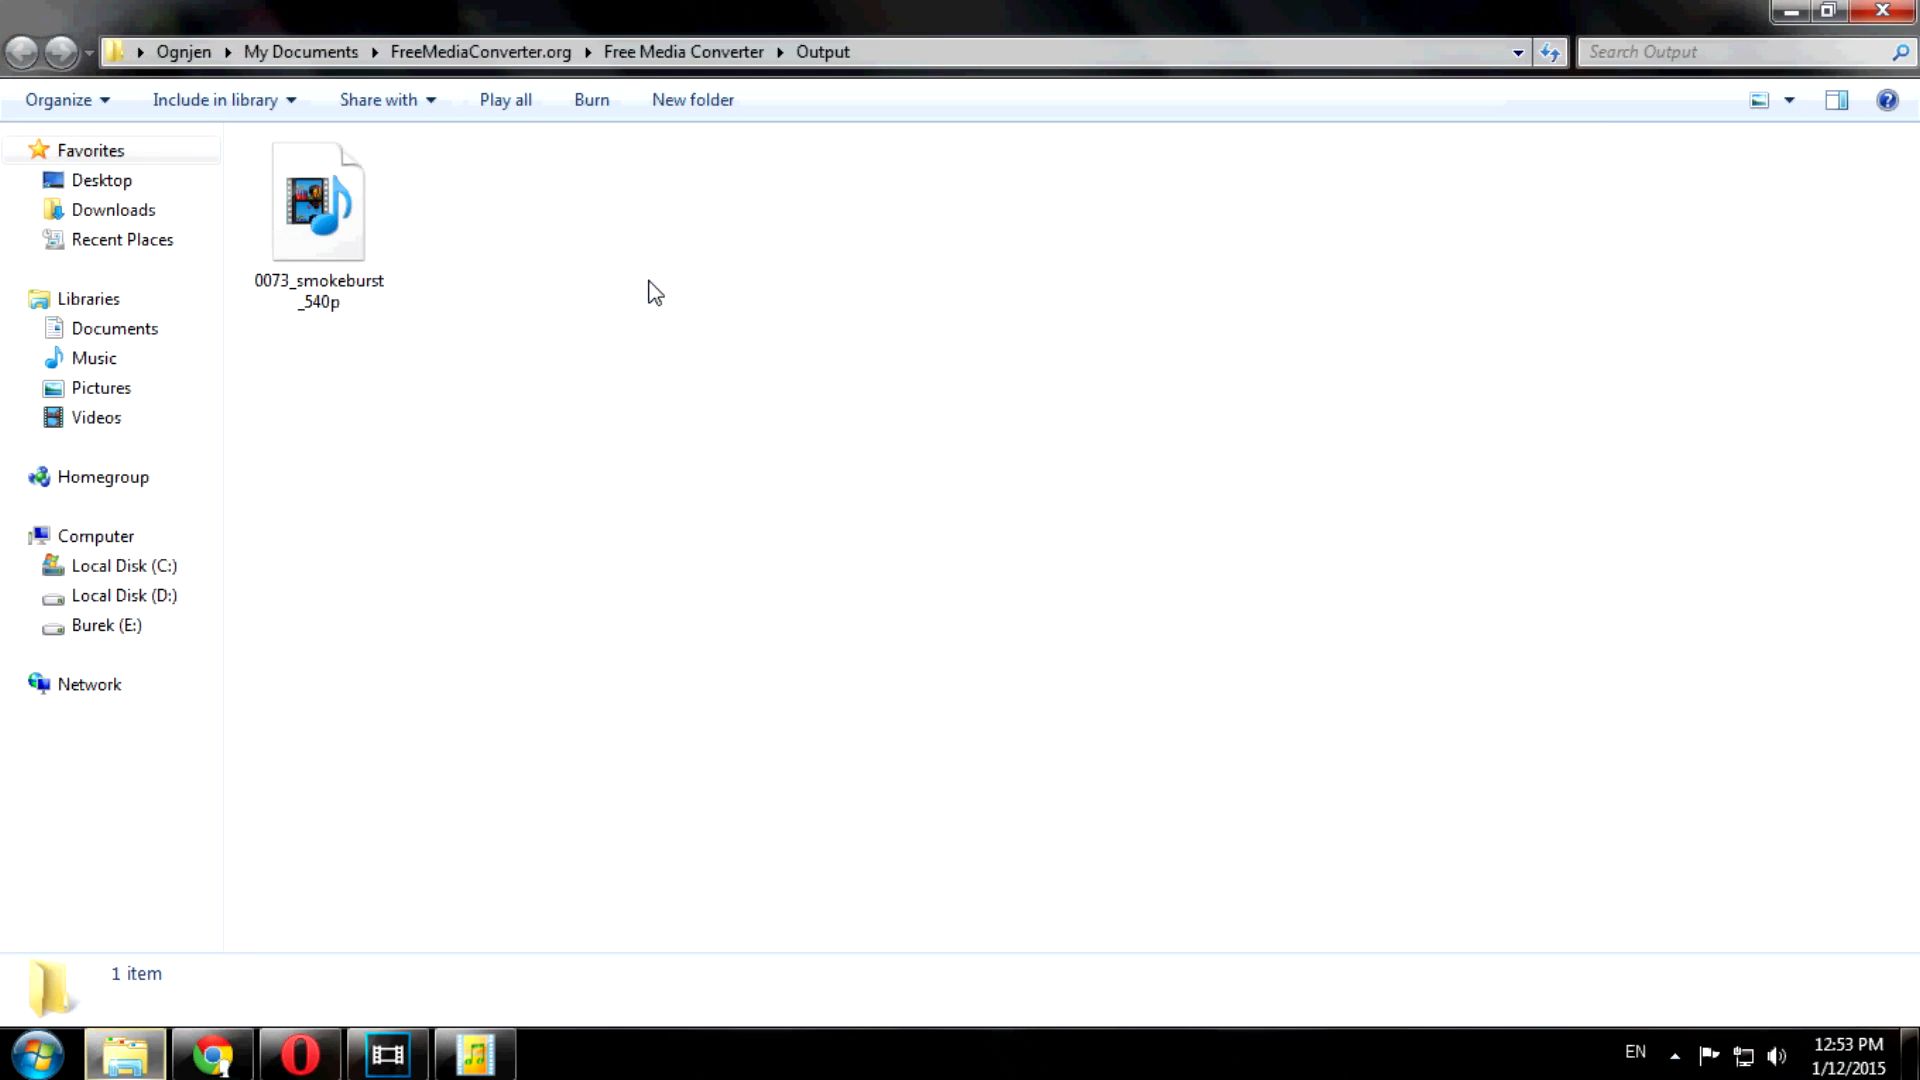 Ognjen My Documents FreeMediaConverter.org Free Media Converter Output
Search Output
Organize Include in library Share with Play all Burn New folder
Favorites
Desktop
Downloads
Recent Places
Libraries
Documents
Music
Pictures
Videos
Homegroup
Computer
Local Disk (C:)
Local Disk (D:)
Burek (E:)
Network
0073_smokeburst
_540p
1 item
EN
12:53 PM
1/12/2015